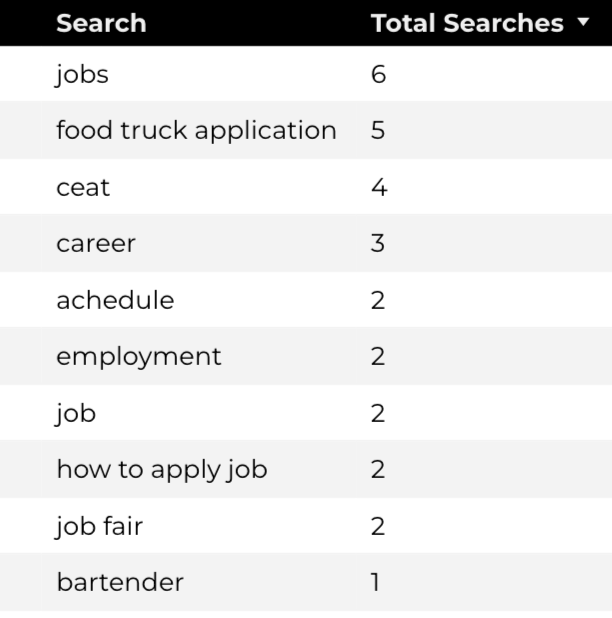 Search Total Searches ▼
jobs 6
food truck application 5
ceat 4
career 3
achedule 2
employment 2
job 2
how to apply job 2
job fair 2
bartender 1